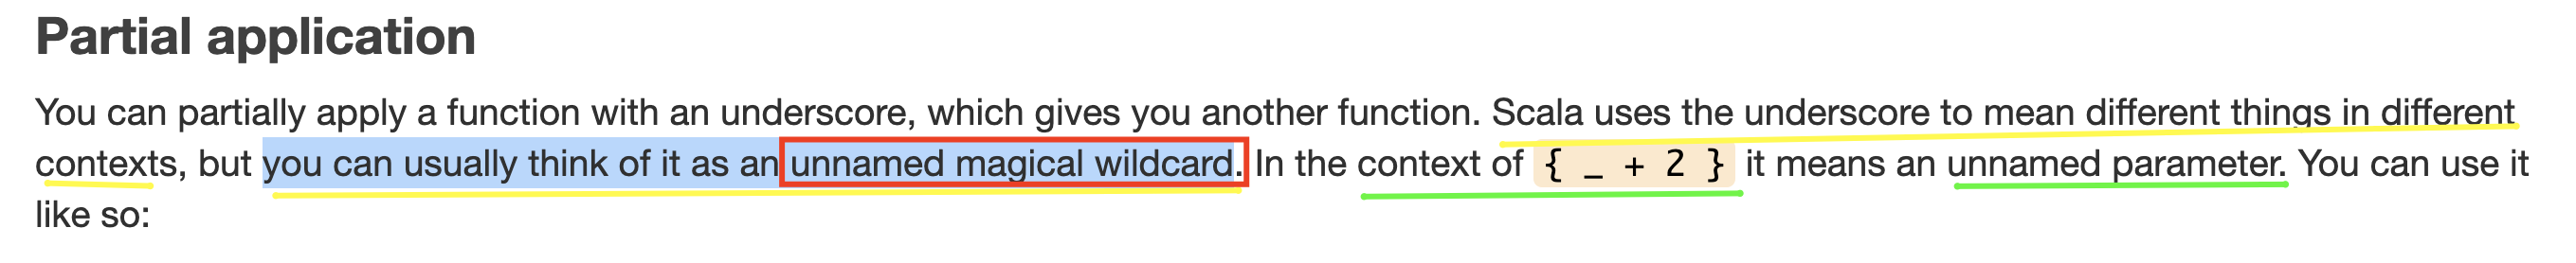 Partial application
You can partially apply a function with an underscore, which gives you another function. Scala uses the underscore to mean different things in different
contexts, but you can usually think of it as an unnamed magical wildcard. In the context of { _ + 2 } it means an unnamed parameter. You can use it
like so: